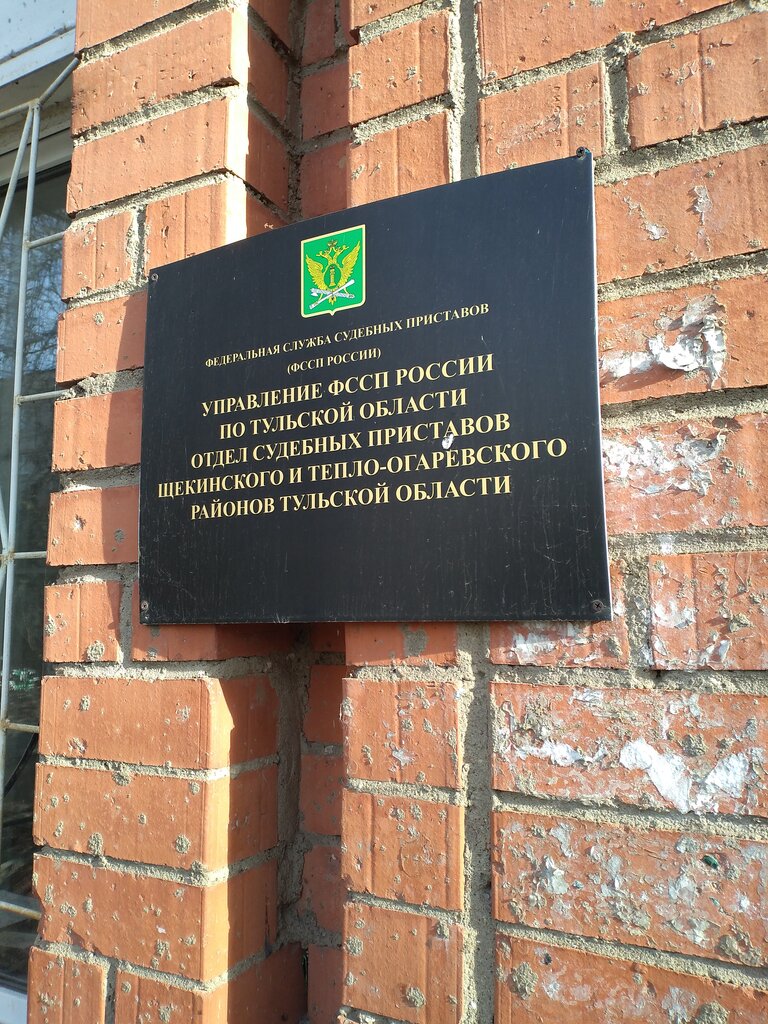 ФЕДЕРАЛЬНАЯ СЛУЖБА СУДЕБНЫХ ПРИСТАВОВ
(ФССП РОССИИ)
УПРАВЛЕНИЕ ФССП РОССИИ
ПО ТУЛЬСКОЙ ОБЛАСТИ
ОТДЕЛ СУДЕБНЫХ ПРИСТАВОВ
ЩЕКИНСКОГО И ТЕПЛО-ОГАРЕВСКОГО
РАЙОНОВ ТУЛЬСКОЙ ОБЛАСТИ